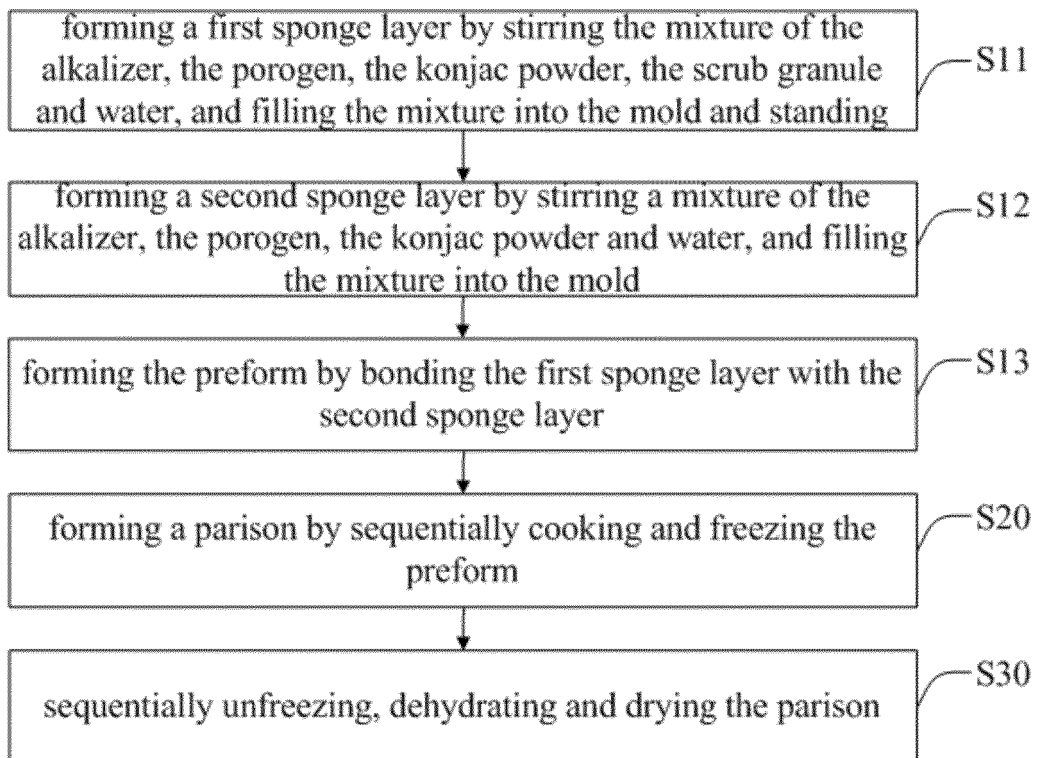 forming a first sponge layer by stirring the mixture of the
alkalizer, the porogen, the konjac powder, the scrub granule
and water, and filling the mixture into the mold and standing
S11
forming a second sponge layer by stirring a mixture of the
alkalizer, the porogen, the konjac powder and water, and filling
the mixture into the mold
S12
forming the preform by bonding the first sponge layer with the
second sponge layer
S13
forming a parison by sequentially cooking and freezing the
preform
S20
sequentially unfreezing, dehydrating and drying the parison
S30